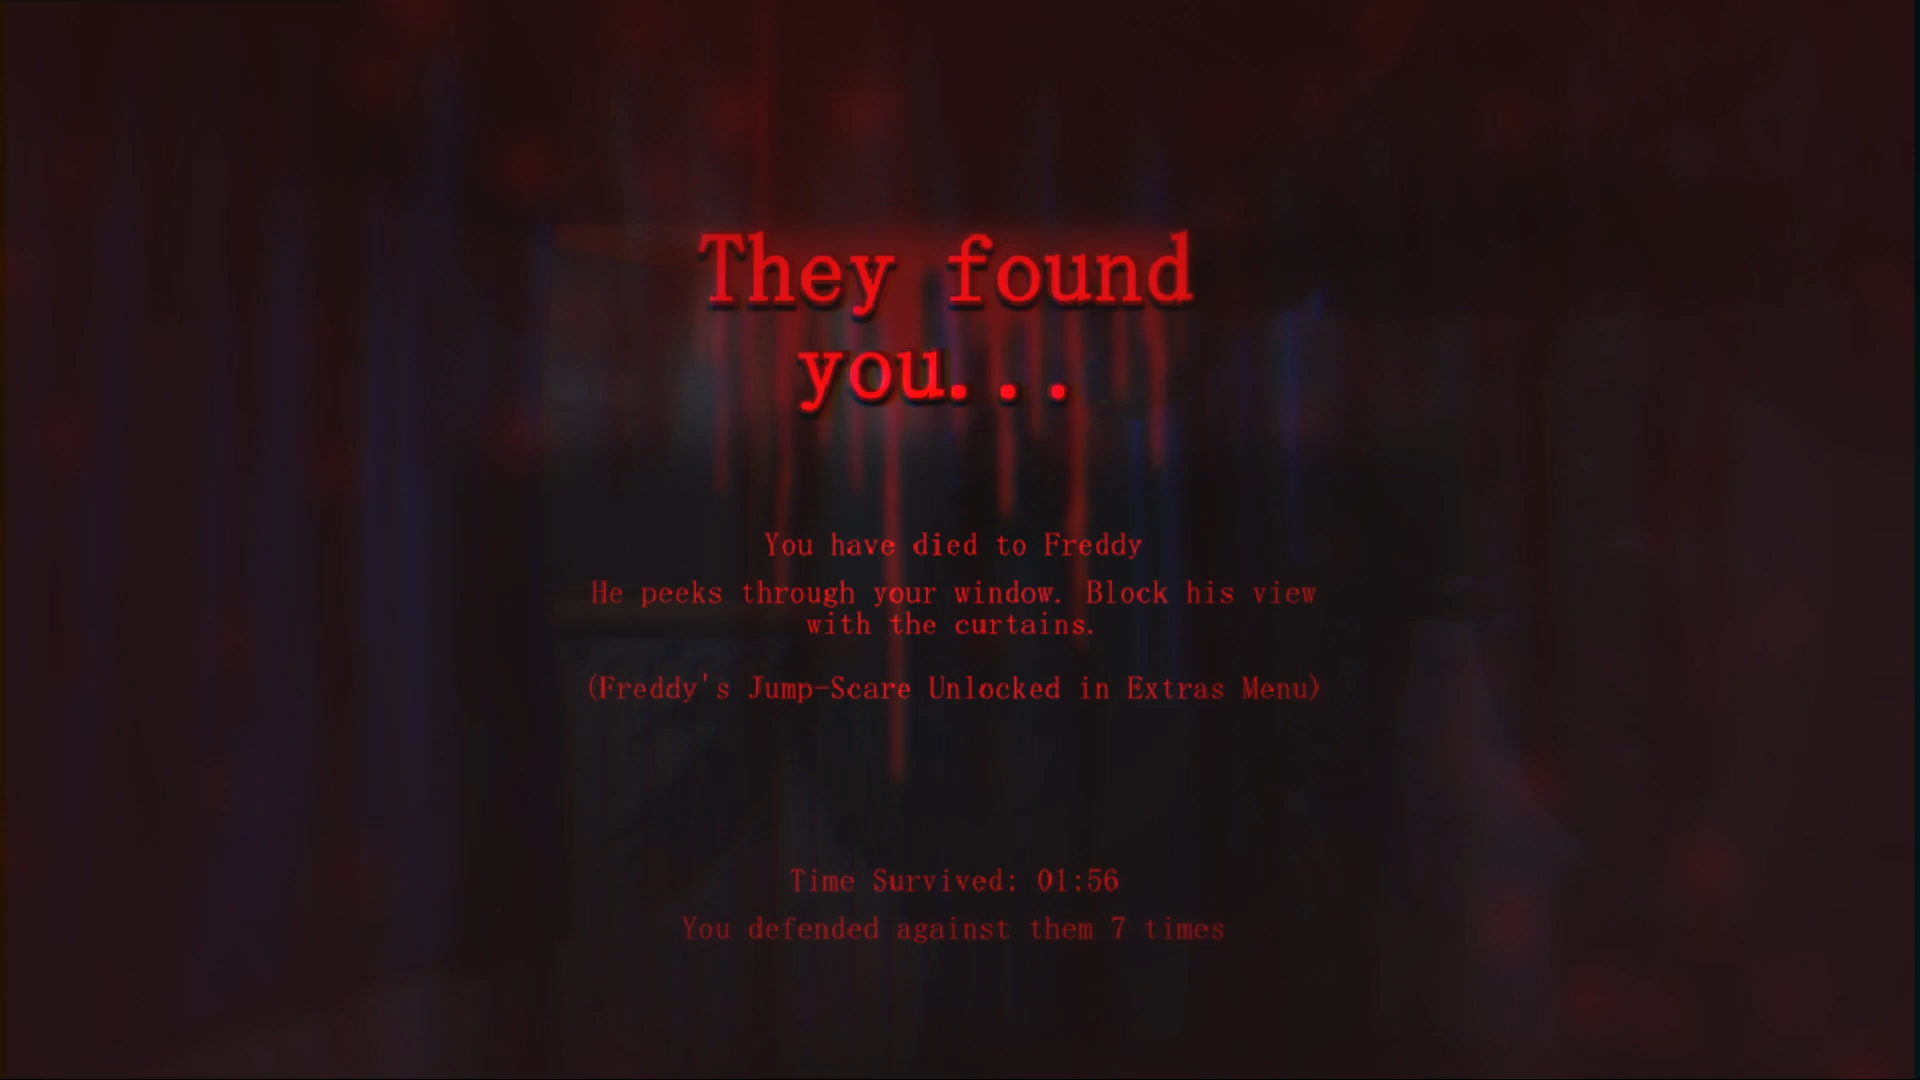 They found
you...
You have died to Freddy
He peeks through your window. Block his view
with the curtains.
(Freddy's Jump-Scare Unlocked in Extras Menu)
Time Survived: 01:56
You defended against them 7 times